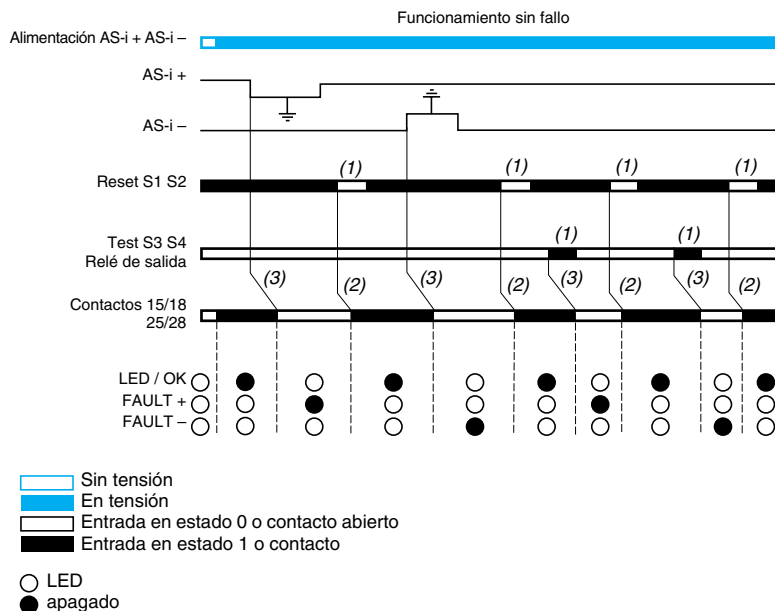 Funcionamiento sin fallo
Alimentación AS-i + AS-i –
AS-i +
AS-i –
(1) (1) (1) (1)
Reset S1 S2
(1) (1)
Test S3 S4
Relé de salida
(3) (2) (3) (2) (3) (2) (3) (2)
Contactos 15/18
25/28
LED / OK
FAULT +
FAULT –
Sin tensión
En tensión
Entrada en estado 0 o contacto abierto
Entrada en estado 1 o contacto
LED
apagado